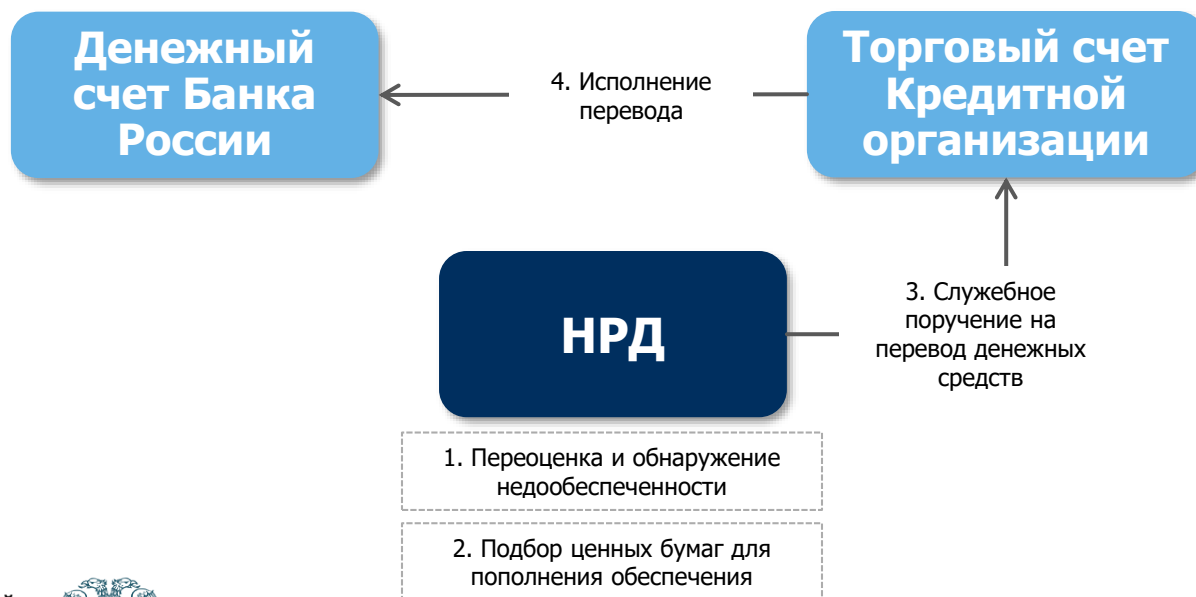 Денежный
счет Банка
России
4. Исполнение
перевода
Торговый счет
Кредитной
организации
НРД
3. Служебное
поручение на
перевод денежных
средств
1. Переоценка и обнаружение
недообеспеченности
2. Подбор ценных бумаг для
пополнения обеспечения